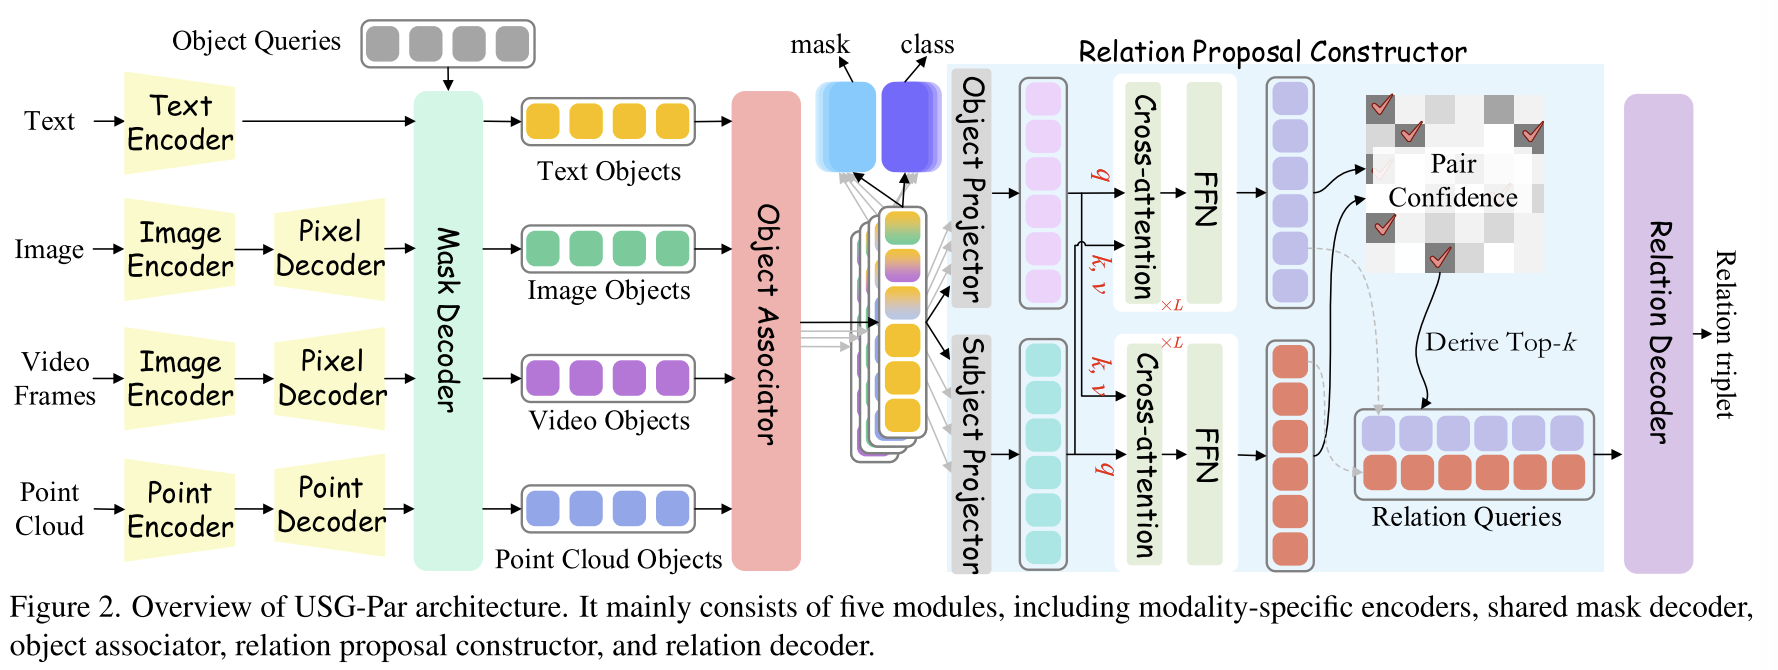 Object Queries
mask
class
Relation Proposal Constructor
Text
Text
Encoder
Text Objects
Image
Image
Encoder
Pixel
Decoder
Image Objects
Video
Frames
Image
Encoder
Pixel
Decoder
Video Objects
Point
Cloud
Point
Encoder
Point
Decoder
Point Cloud Objects
Mask Decoder
Object Associator
Object Projector
Subject Projector
q
k, v
Cross-attention
FFN
×L
k, v
q
×L
Cross-attention
FFN
Pair
Confidence
Derive Top-k
Relation Queries
Relation Decoder
Relation triplet
Figure 2. Overview of USG-Par architecture. It mainly consists of five modules, including modality-specific encoders, shared mask decoder,
object associator, relation proposal constructor, and relation decoder.